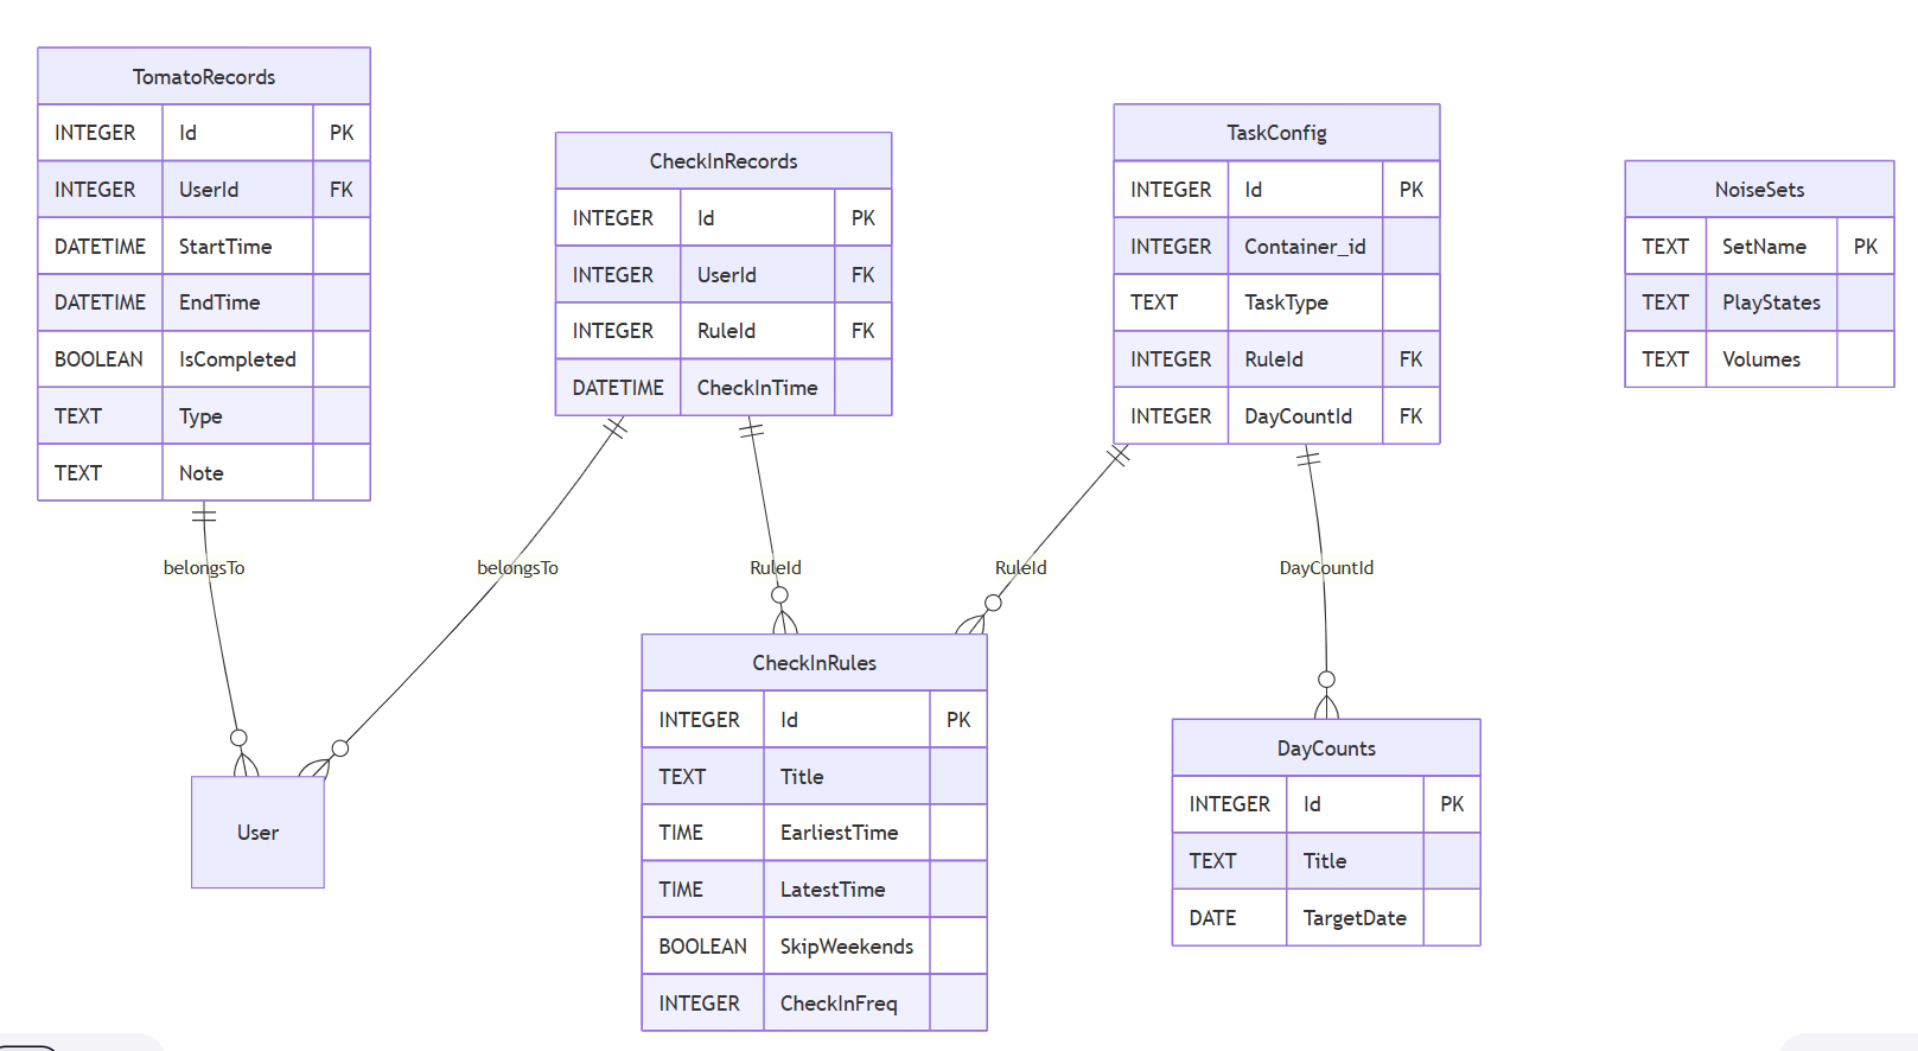 TomatoRecords
INTEGER Id PK
INTEGER UserId FK
DATETIME StartTime
DATETIME EndTime
BOOLEAN IsCompleted
TEXT Type
TEXT Note
CheckInRecords
INTEGER Id PK
INTEGER UserId FK
INTEGER RuleId FK
DATETIME CheckInTime
TaskConfig
INTEGER Id PK
INTEGER Container_id
TEXT TaskType
INTEGER RuleId FK
INTEGER DayCountId FK
NoiseSets
TEXT SetName PK
TEXT PlayStates
TEXT Volumes
belongsTo
belongsTo
RuleId
RuleId
DayCountId
User
CheckInRules
INTEGER Id PK
TEXT Title
TIME EarliestTime
TIME LatestTime
BOOLEAN SkipWeekends
INTEGER CheckInFreq
DayCounts
INTEGER Id PK
TEXT Title
DATE TargetDate